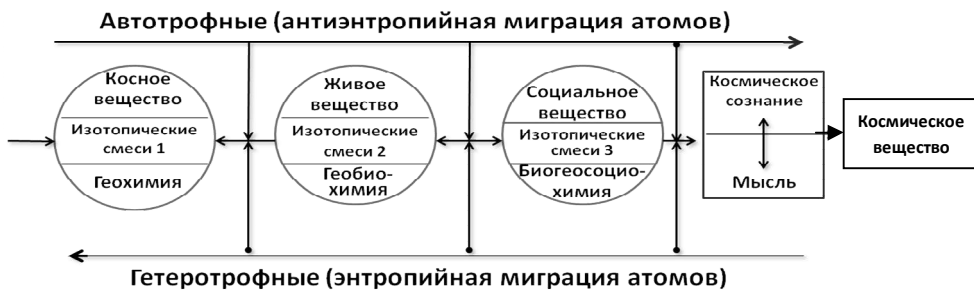 Автотрофные (антиэнтропийная миграция атомов)
Косное
вещество
Изотопические
смеси 1
Геохимия
Живое
вещество
Изотопические
смеси 2
Геобио-
химия
Социальное
вещество
Изотопические
смеси 3
Биогеосоцио-
химия
Космическое
сознание
Мысль
Космическое
вещество
Гетеротрофные (энтропийная миграция атомов)